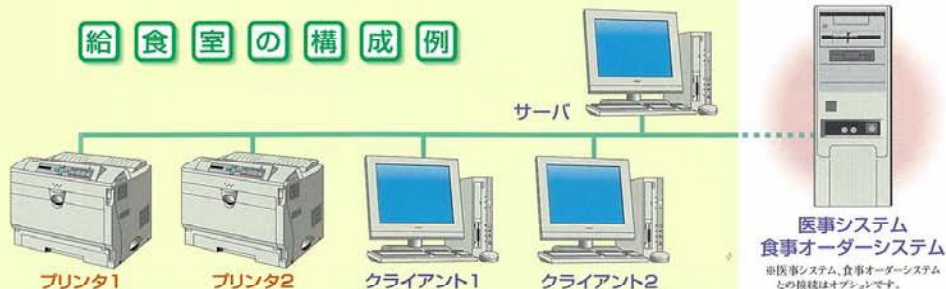 給食室の構成例
サーバ
プリンタ1
プリンタ2
クライアント1
クライアント2
医事システム
食事オーダーシステム
※医事システム、食事オーダーシステム
との接続はオプションです。